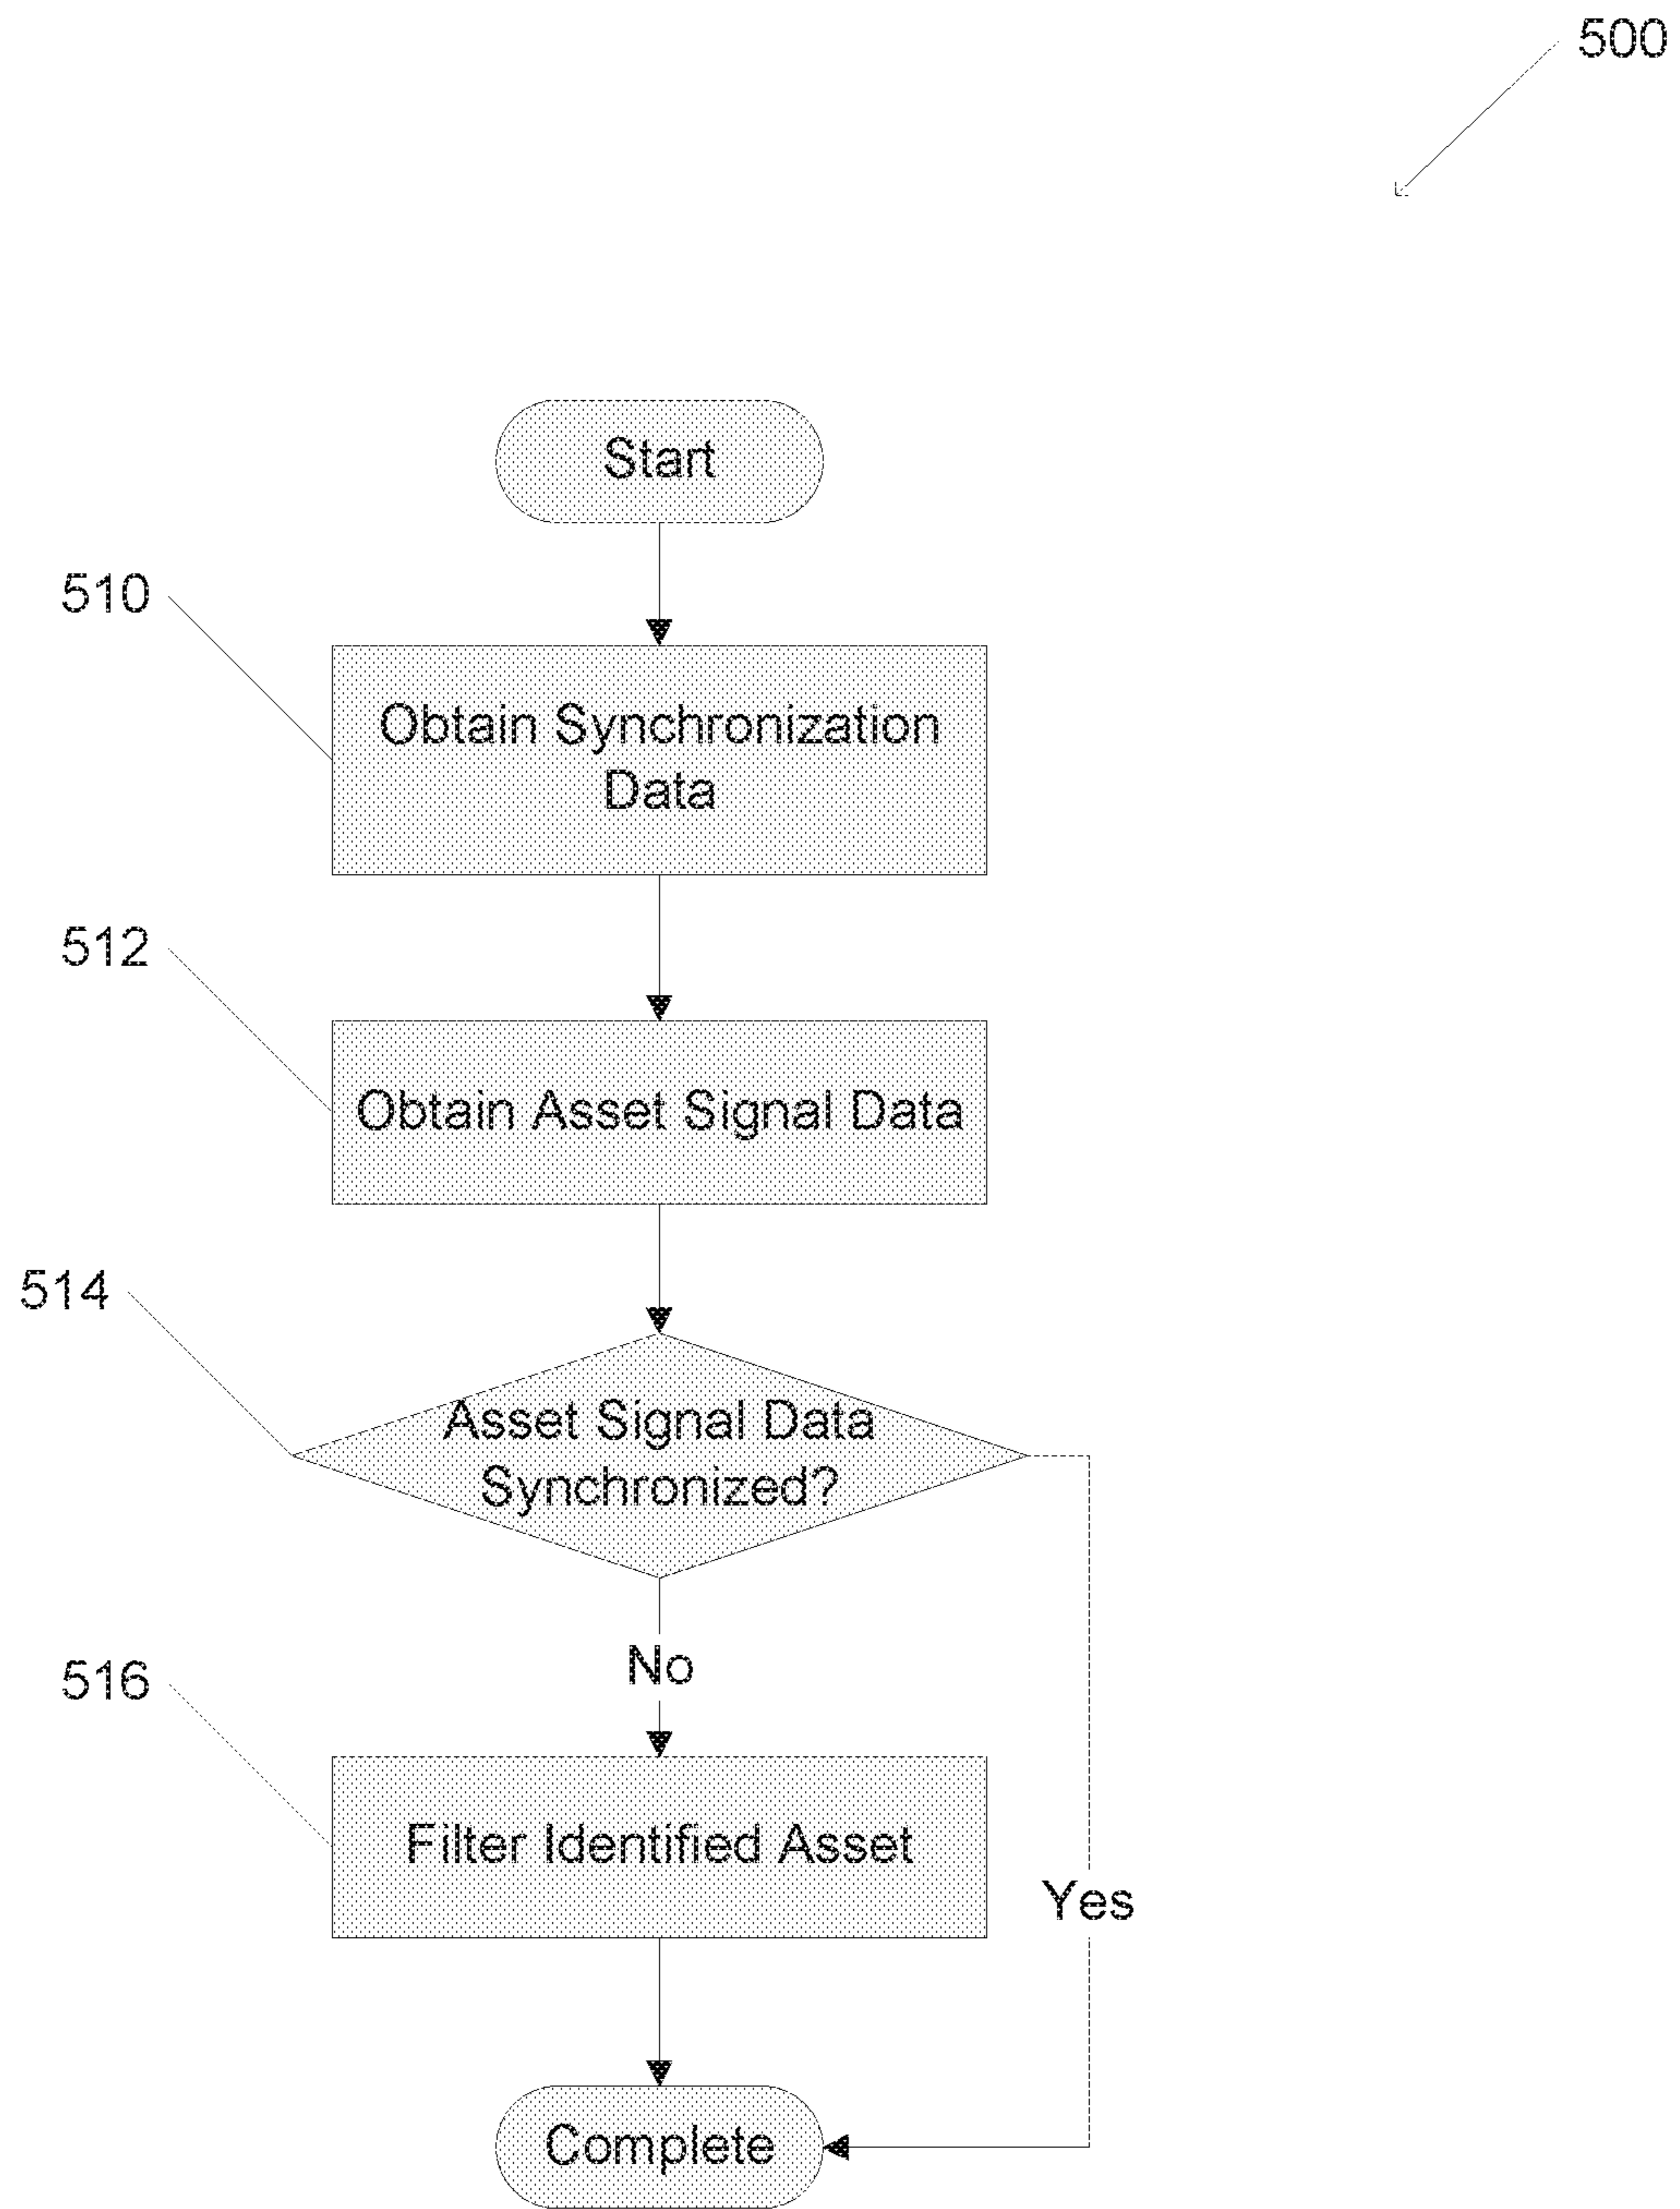 500
Start
510
Obtain Synchronization
Data
512
Obtain Asset Signal Data
514
Asset Signal Data
Synchronized?
No
516
Filter Identified Asset
Yes
Complete